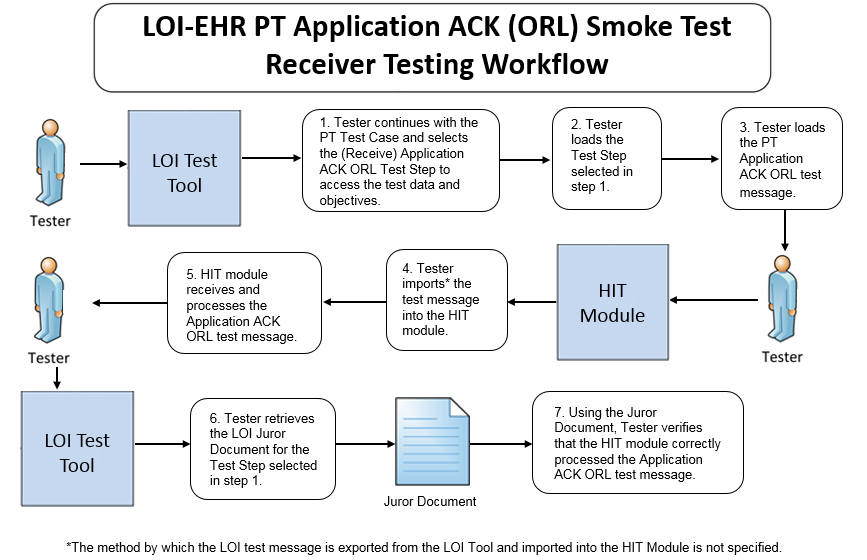 LOI-EHR PT Application ACK (ORL) Smoke Test
Receiver Testing Workflow
Tester
LOI Test
Tool
1. Tester continues with the
PT Test Case and selects
the (Receive) Application
ACK ORL Test Step to
access the test data and
objectives.
2. Tester
loads the
Test Step
selected in
step 1.
3. Tester loads
the PT
Application
ACK ORL test
message.
Tester
HIT
Module
4. Tester
imports* the
test message
into the HIT
module.
5. HIT module
receives and
processes the
Application ACK
ORL test message.
Tester
LOI Test
Tool
6. Tester retrieves
the LOI Juror
Document for the
Test Step selected
in step 1.
Juror Document
7. Using the Juror
Document, Tester verifies
that the HIT module correctly
processed the Application
ACK ORL test message.
*The method by which the LOI test message is exported from the LOI Tool and imported into the HIT Module is not specified.